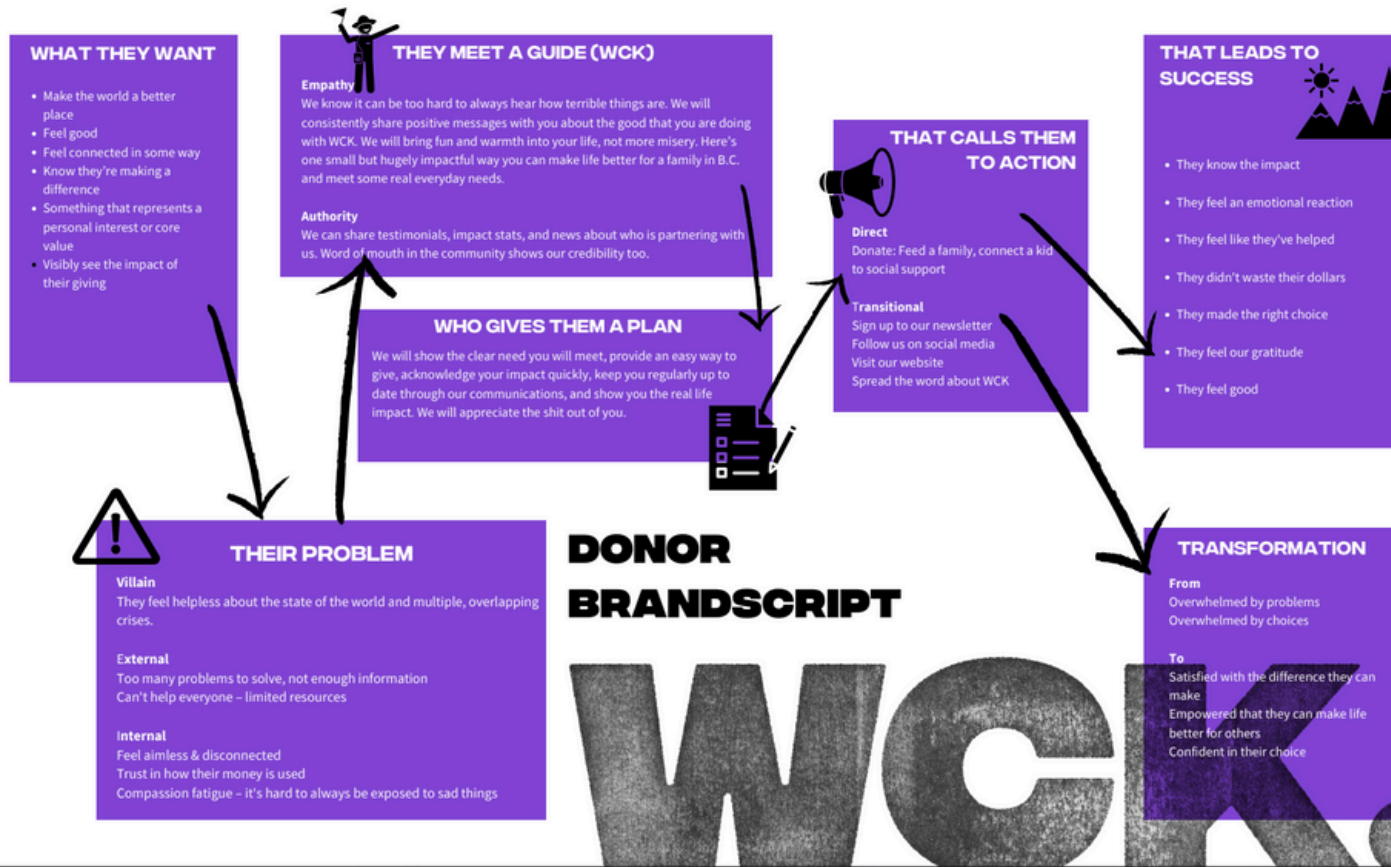 WHAT THEY WANT
• Make the world a better
place
• Feel good
• Feel connected in some way
• Know they're making a
difference
• Something that represents a
personal interest or core
value
• Visibly see the impact of
their giving
THEIR PROBLEM
Villain
They feel helpless about the state of the world and multiple, overlapping
crises.
External
Too many problems to solve, not enough information
Can't help everyone – limited resources
Internal
Feel aimless & disconnected
Trust in how their money is used
Compassion fatigue – it's hard to always be exposed to sad things
THEY MEET A GUIDE (WCK)
Empathy
We know it can be too hard to always hear how terrible things are. We will
consistently share positive messages with you about the good that you are doing
with WCK. We will bring fun and warmth into your life, not more misery. Here's
one small but hugely impactful way you can make life better for a family in B.C.
and meet some real everyday needs.
Authority
We can share testimonials, impact stats, and news about who is partnering with
us. Word of mouth in the community shows our credibility too.
WHO GIVES THEM A PLAN
We will show the clear need you will meet, provide an easy way to
give, acknowledge your impact quickly, keep you regularly up to
date through our communications, and show you the real life
impact. We will appreciate the shit out of you.
THAT CALLS THEM
TO ACTION
Direct
Donate: Feed a family, connect a kid
to social support
Transitional
Sign up to our newsletter
Follow us on social media
Visit our website
Spread the word about WCK
THAT LEADS TO
SUCCESS
• They know the impact
• They feel an emotional reaction
• They feel like they've helped
• They didn't waste their dollars
• They made the right choice
• They feel our gratitude
• They feel good
TRANSFORMATION
From
Overwhelmed by problems
Overwhelmed by choices
To
Satisfied with the difference they can
make
Empowered that they can make life
better for others
Confident in their choice
DONOR
BRANDSCRIPT
WCK.